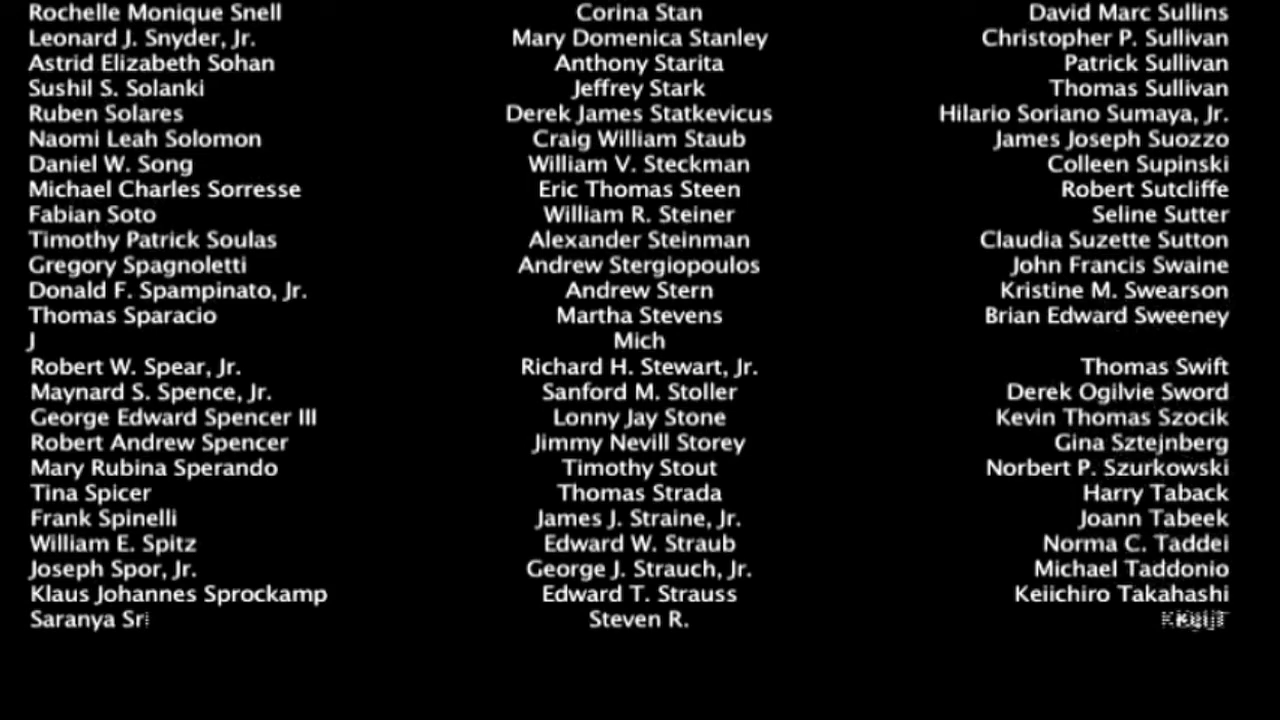 Rochelle Monique Snell
Leonard J. Snyder, Jr.
Astrid Elizabeth Sohan
Sushil S. Solanki
Ruben Solares
Naomi Leah Solomon
Daniel W. Song
Michael Charles Sorresse
Fabian Soto
Timothy Patrick Soulas
Gregory Spagnoletti
Donald F. Spampinato, Jr.
Thomas Sparacio
J
Robert W. Spear, Jr.
Maynard S. Spence, Jr.
George Edward Spencer III
Robert Andrew Spencer
Mary Rubina Sperando
Tina Spicer
Frank Spinelli
William E. Spitz
Joseph Spor, Jr.
Klaus Johannes Sprockamp
Saranya Sri
Corina Stan
Mary Domenica Stanley
Anthony Starita
Jeffrey Stark
Derek James Statkevicus
Craig William Staub
William V. Steckman
Eric Thomas Steen
William R. Steiner
Alexander Steinman
Andrew Stergiopoulos
Andrew Stern
Martha Stevens
Mich
Richard H. Stewart, Jr.
Sanford M. Stoller
Lonny Jay Stone
Jimmy Nevill Storey
Timothy Stout
Thomas Strada
James J. Straine, Jr.
Edward W. Straub
George J. Strauch, Jr.
Edward T. Strauss
Steven R.
David Marc Sullins
Christopher P. Sullivan
Patrick Sullivan
Thomas Sullivan
Hilario Soriano Sumaya, Jr.
James Joseph Suozzo
Colleen Supinski
Robert Sutcliffe
Seline Sutter
Claudia Suzette Sutton
John Francis Swaine
Kristine M. Swearson
Brian Edward Sweeney
Thomas Swift
Derek Ogilvie Sword
Kevin Thomas Szocik
Gina Sztejnberg
Norbert P. Szurkowski
Harry Taback
Joann Tabeek
Norma C. Taddei
Michael Taddonio
Keiichiro Takahashi